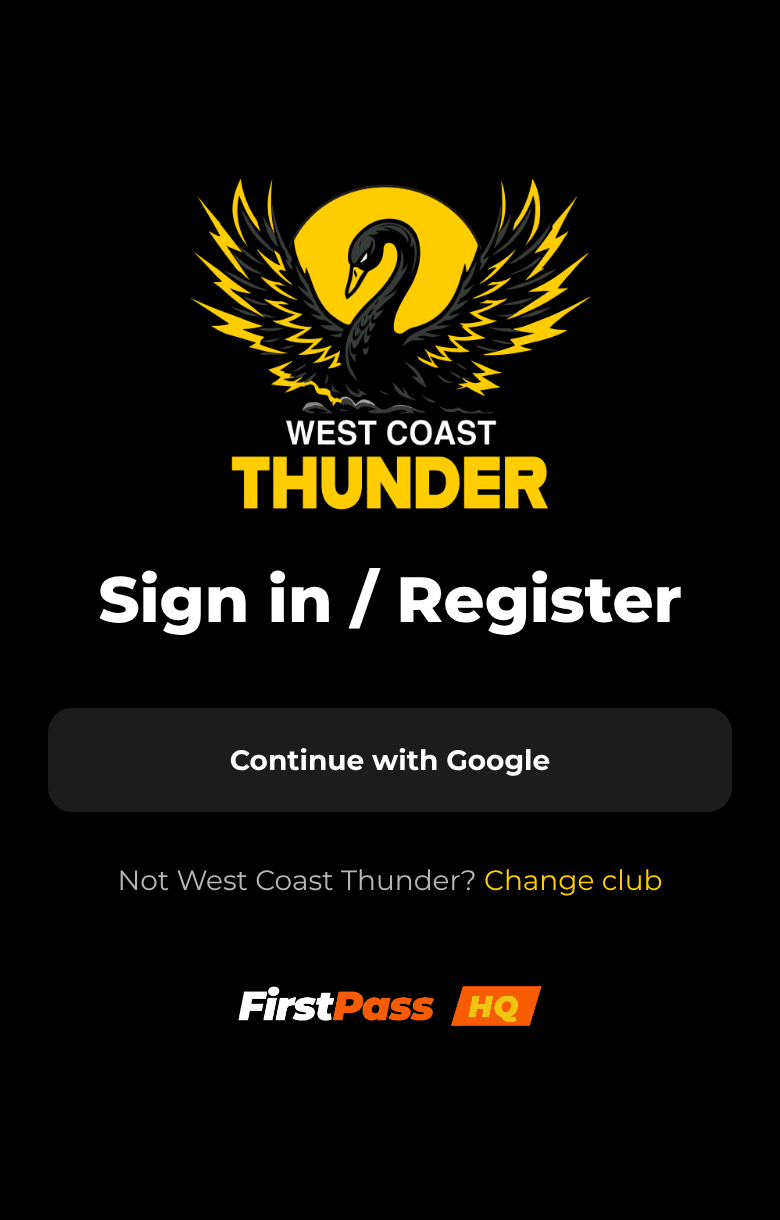 WEST COAST
THUNDER
Sign in / Register
Continue with Google
Not West Coast Thunder? Change club
FirstPass HQ